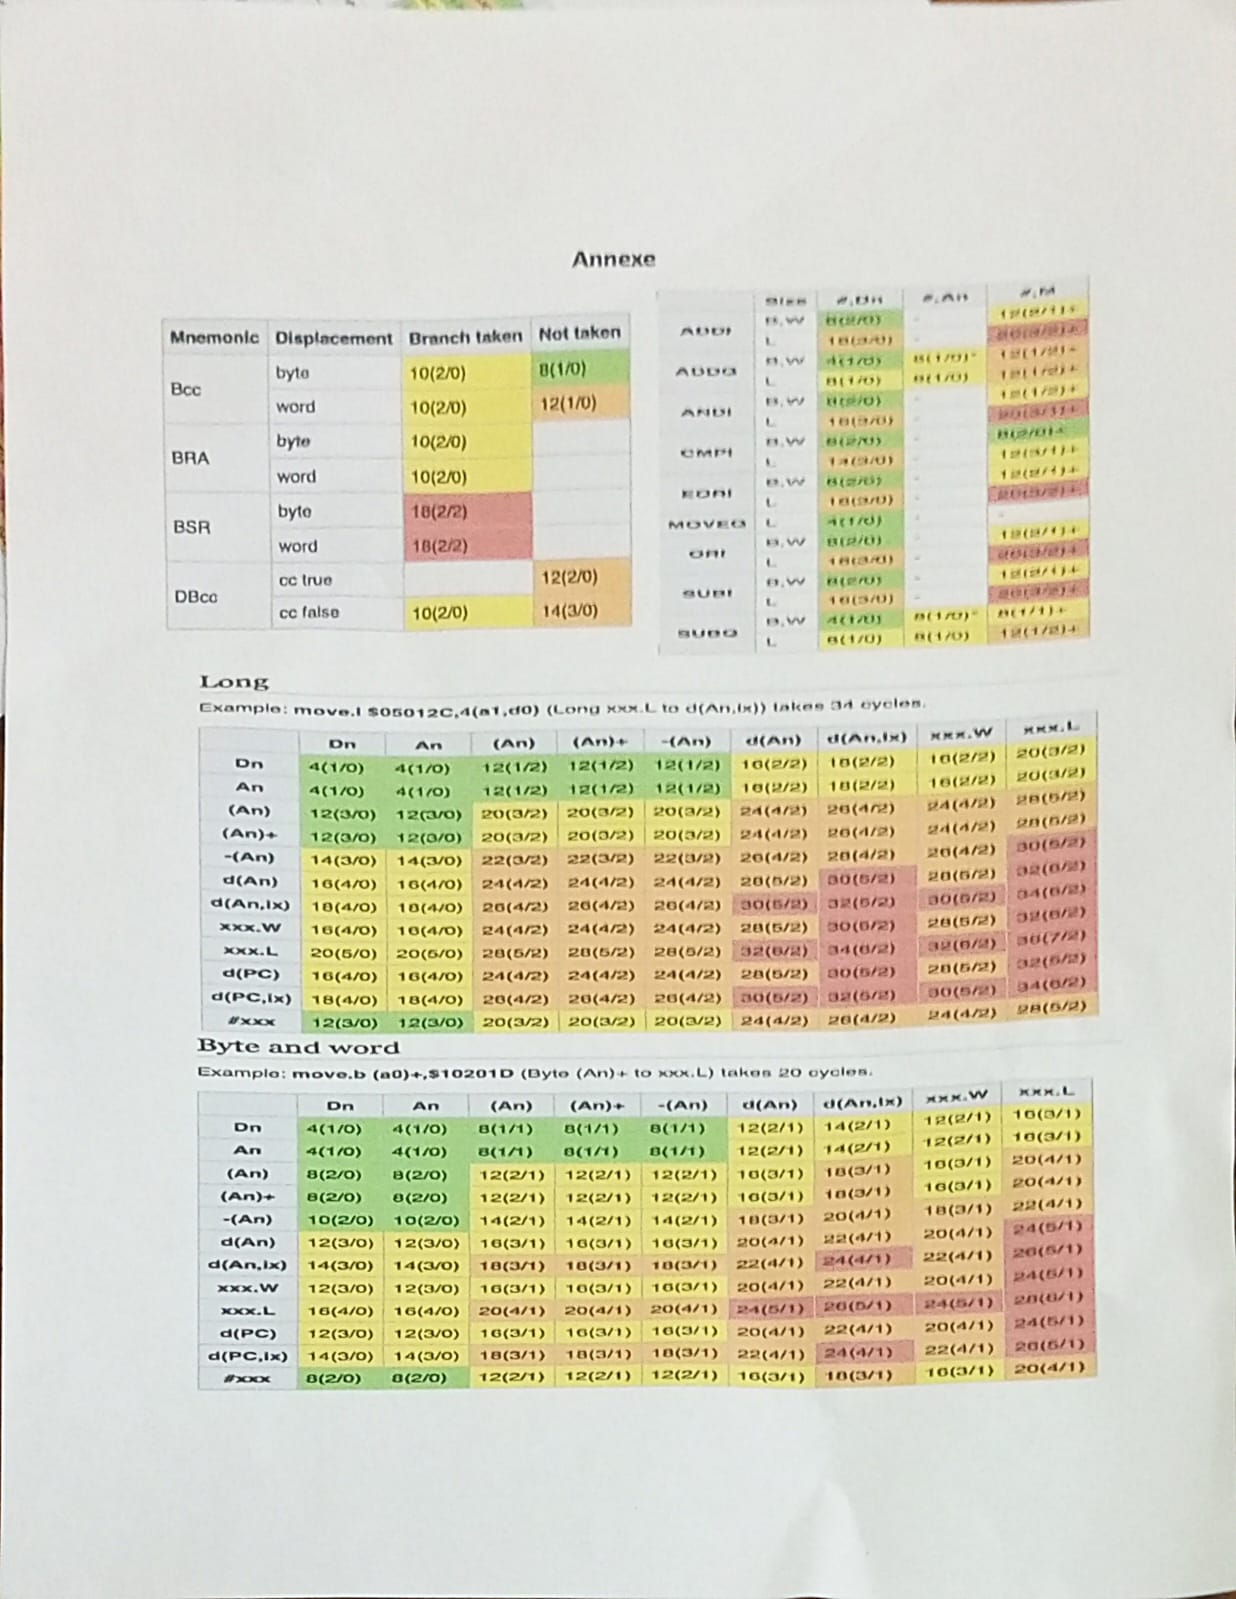 Annexe
Mnemonic Displacement Branch taken Not taken
Bcc
byte 10(2/0) 8(1/0)
word 10(2/0) 12(1/0)
BRA
byte 10(2/0)
word 10(2/0)
BSR
byte 18(2/2)
word 18(2/2)
DBcc
cc true 12(2/0)
cc false 10(2/0) 14(3/0)
Size #,Dn #,An #,M
ADDI
B,W 8(2/0) - 12(2/1)+
L 16(3/0) - 20(3/2)+
ADDQ
B,W 4(1/0)
L 8(1/0) 8(1/0) 12(1/2)+
ANDI
B,W 8(2/0) -
L 16(3/0) - 20(3/1)+
CMPI
B,W 8(2/0) - 8(2/0)+
L 14(3/0) - 12(3/1)+
EORI
B,W 8(2/0) - 12(2/1)+
L 16(3/0) - 20(3/2)+
MOVEQ
L 4(1/0) - -
ORI
B,W 8(2/0) - 12(2/1)+
L 16(3/0) - 20(3/2)+
SUBI
B,W 8(2/0) - 12(2/1)+
L 16(3/0) - 20(3/2)+
SUBQ
B,W 4(1/0) 8(1/0)* 8(1/1)+
L 8(1/0) 8(1/0) 12(1/2)+
Long
Example: move.l $05012C,4(a1,d0) (Long xxx.L to d(An,Ix)) takes 34 cycles.
Dn An (An) (An)+ -(An) d(An) d(An,Ix) xxx.W xxx.L
Dn 4(1/0) 4(1/0) 12(1/2) 12(1/2) 12(1/2) 16(2/2) 18(2/2) 16(2/2) 20(3/2)
An 4(1/0) 4(1/0) 12(1/2) 12(1/2) 12(1/2) 16(2/2) 18(2/2) 16(2/2) 20(3/2)
(An) 12(3/0) 12(3/0) 20(3/2) 20(3/2) 20(3/2) 24(4/2) 26(4/2) 24(4/2) 28(5/2)
(An)+ 12(3/0) 12(3/0) 20(3/2) 20(3/2) 20(3/2) 24(4/2) 26(4/2) 24(4/2) 28(5/2)
-(An) 14(3/0) 14(3/0) 22(3/2) 22(3/2) 22(3/2) 26(4/2) 28(4/2) 26(4/2) 30(5/2)
d(An) 16(4/0) 16(4/0) 24(4/2) 24(4/2) 24(4/2) 28(5/2) 30(5/2) 28(5/2) 32(6/2)
d(An,Ix) 18(4/0) 18(4/0) 26(4/2) 26(4/2) 26(4/2) 30(5/2) 32(5/2) 30(5/2) 34(6/2)
xxx.W 16(4/0) 16(4/0) 24(4/2) 24(4/2) 24(4/2) 28(5/2) 30(5/2) 28(5/2) 32(6/2)
xxx.L 20(5/0) 20(5/0) 28(5/2) 28(5/2) 28(5/2) 32(6/2) 34(6/2) 32(6/2) 36(7/2)
d(PC) 16(4/0) 16(4/0) 24(4/2) 24(4/2) 24(4/2) 28(5/2) 30(5/2) 28(5/2) 32(5/2)
d(PC,Ix) 18(4/0) 18(4/0) 26(4/2) 26(4/2) 26(4/2) 30(5/2) 32(5/2) 30(5/2) 34(6/2)
#xxx 12(3/0) 12(3/0) 20(3/2) 20(3/2) 20(3/2) 24(4/2) 26(4/2) 24(4/2) 28(5/2)
Byte and word
Example: move.b (a0)+,$10201D (Byte (An)+ to xxx.L) takes 20 cycles.
Dn An (An) (An)+ -(An) d(An) d(An,Ix) xxx.W xxx.L
Dn 4(1/0) 4(1/0) 8(1/1) 8(1/1) 8(1/1) 12(2/1) 14(2/1) 12(2/1) 16(3/1)
An 4(1/0) 4(1/0) 8(1/1) 8(1/1) 8(1/1) 12(2/1) 14(2/1) 12(2/1) 16(3/1)
(An) 8(2/0) 8(2/0) 12(2/1) 12(2/1) 12(2/1) 16(3/1) 18(3/1) 16(3/1) 20(4/1)
(An)+ 8(2/0) 8(2/0) 12(2/1) 12(2/1) 12(2/1) 16(3/1) 18(3/1) 16(3/1) 20(4/1)
-(An) 10(2/0) 10(2/0) 14(2/1) 14(2/1) 14(2/1) 18(3/1) 20(4/1) 18(3/1) 22(4/1)
d(An) 12(3/0) 12(3/0) 16(3/1) 16(3/1) 16(3/1) 20(4/1) 22(4/1) 20(4/1) 24(5/1)
d(An,Ix) 14(3/0) 14(3/0) 18(3/1) 18(3/1) 18(3/1) 22(4/1) 24(4/1) 22(4/1) 26(5/1)
xxx.W 12(3/0) 12(3/0) 16(3/1) 16(3/1) 16(3/1) 20(4/1) 22(4/1) 20(4/1) 24(5/1)
xxx.L 16(4/0) 16(4/0) 20(4/1) 20(4/1) 20(4/1) 24(5/1) 26(5/1) 24(5/1) 28(6/1)
d(PC) 12(3/0) 12(3/0) 16(3/1) 16(3/1) 16(3/1) 20(4/1) 22(4/1) 20(4/1) 24(5/1)
d(PC,Ix) 14(3/0) 14(3/0) 18(3/1) 18(3/1) 18(3/1) 22(4/1) 24(4/1) 22(4/1) 26(5/1)
#xxx 8(2/0) 8(2/0) 12(2/1) 12(2/1) 12(2/1) 16(3/1) 18(3/1) 16(3/1) 20(4/1)